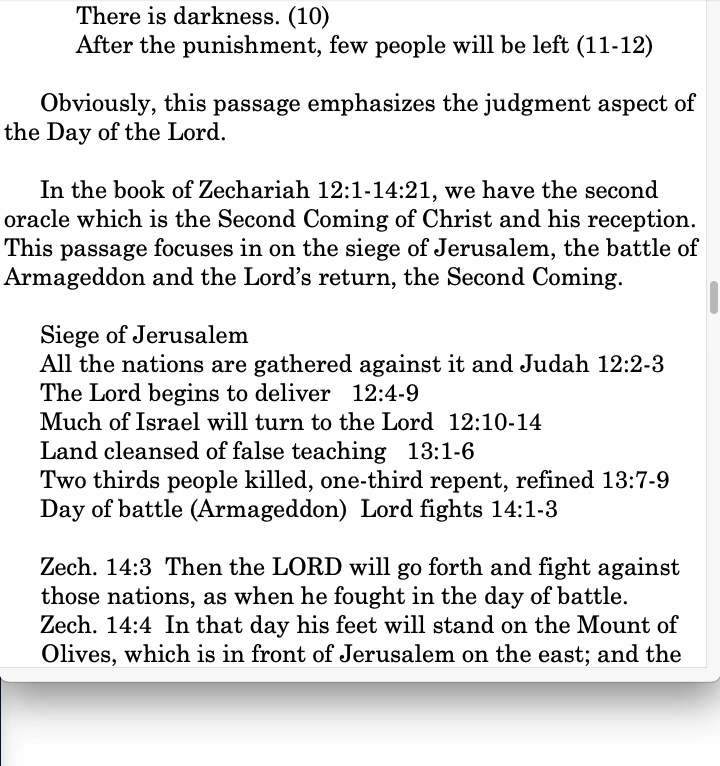 There is darkness. (10)
After the punishment, few people will be left (11-12)
Obviously, this passage emphasizes the judgment aspect of
the Day of the Lord.
In the book of Zechariah 12:1-14:21, we have the second
oracle which is the Second Coming of Christ and his reception.
This passage focuses in on the siege of Jerusalem, the battle of
Armageddon and the Lord’s return, the Second Coming.
Siege of Jerusalem
All the nations are gathered against it and Judah 12:2-3
The Lord begins to deliver 12:4-9
Much of Israel will turn to the Lord 12:10-14
Land cleansed of false teaching 13:1-6
Two thirds people killed, one-third repent, refined 13:7-9
Day of battle (Armageddon) Lord fights 14:1-3
Zech. 14:3 Then the LORD will go forth and fight against
those nations, as when he fought in the day of battle.
Zech. 14:4 In that day his feet will stand on the Mount of
Olives, which is in front of Jerusalem on the east; and the